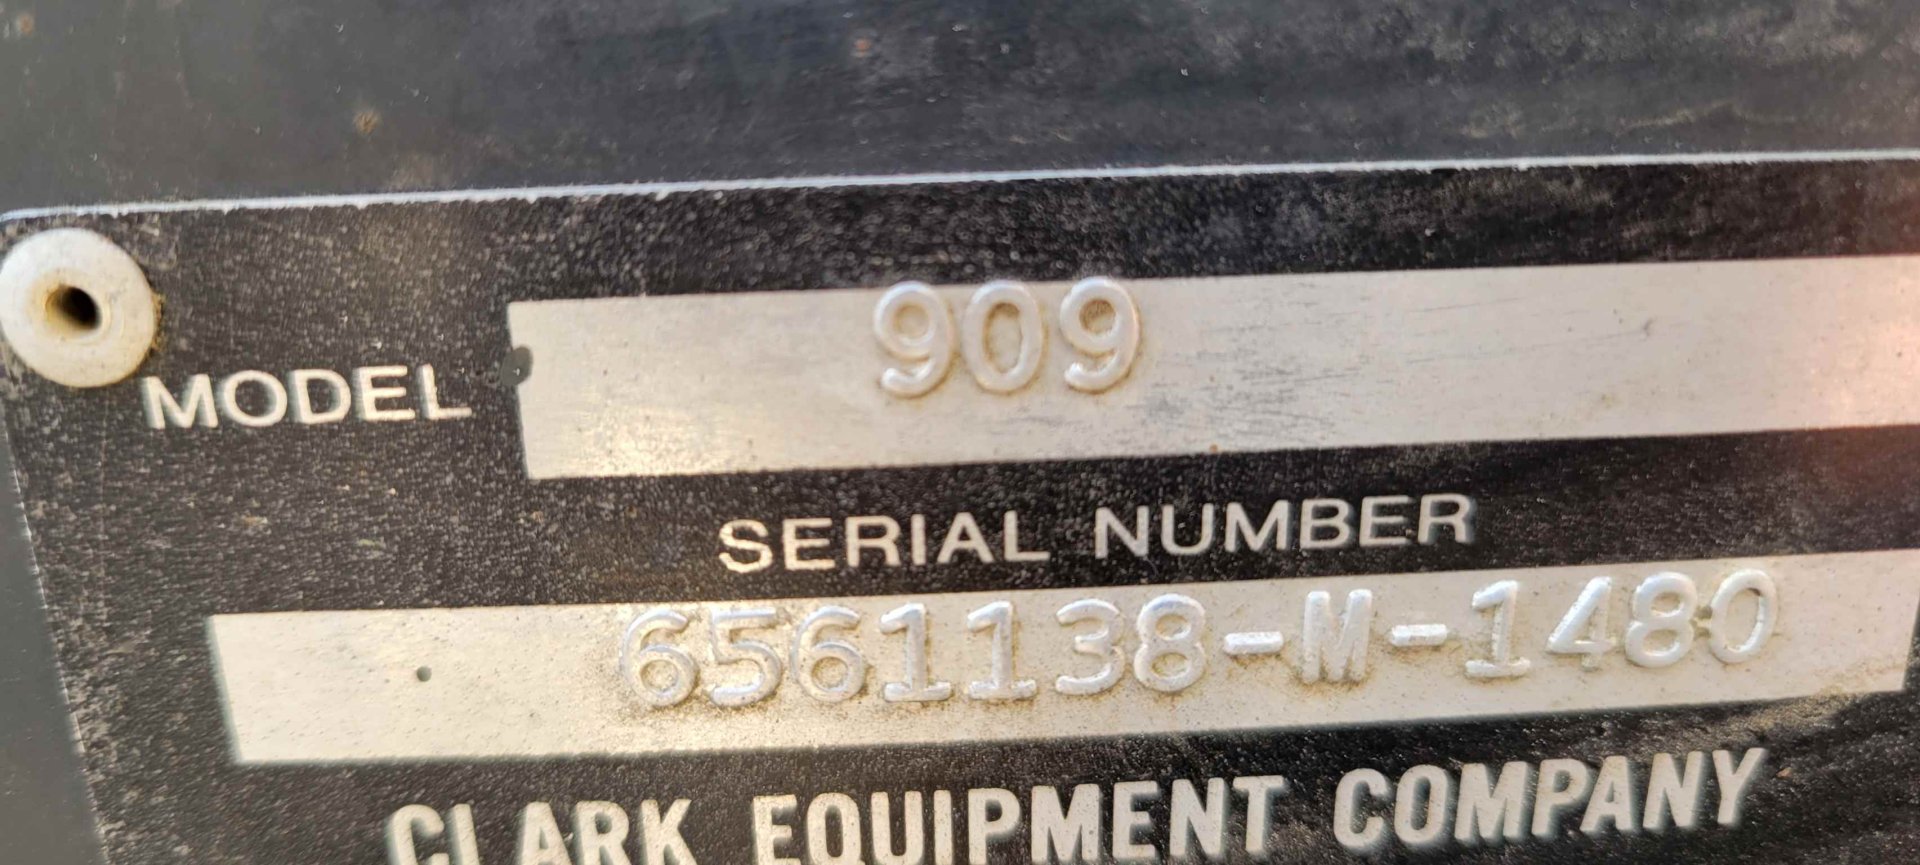 MODEL 909
SERIAL NUMBER
6561138-M-1480
CLARK EQUIPMENT COMPANY